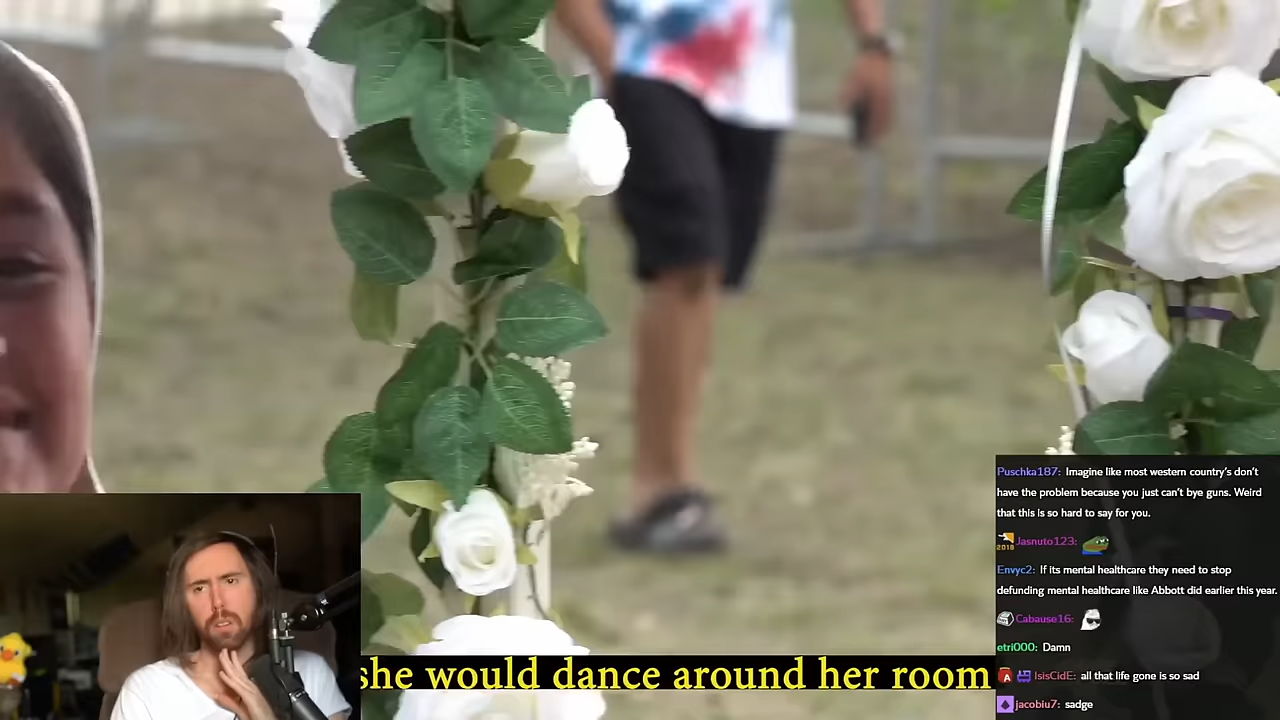 Puschka187: Imagine like most western country's don't
have the problem because you just can't bye guns. Weird
that this is so hard to say for you.
2018 Jasnuto123:
Envyc2: If its mental healthcare they need to stop
defunding mental healthcare like Abbott did earlier this year.
Cabause16:
etri000: Damn
A IsisCidE: all that life gone is so sad
jacobiu7: sadge
she would dance around her room